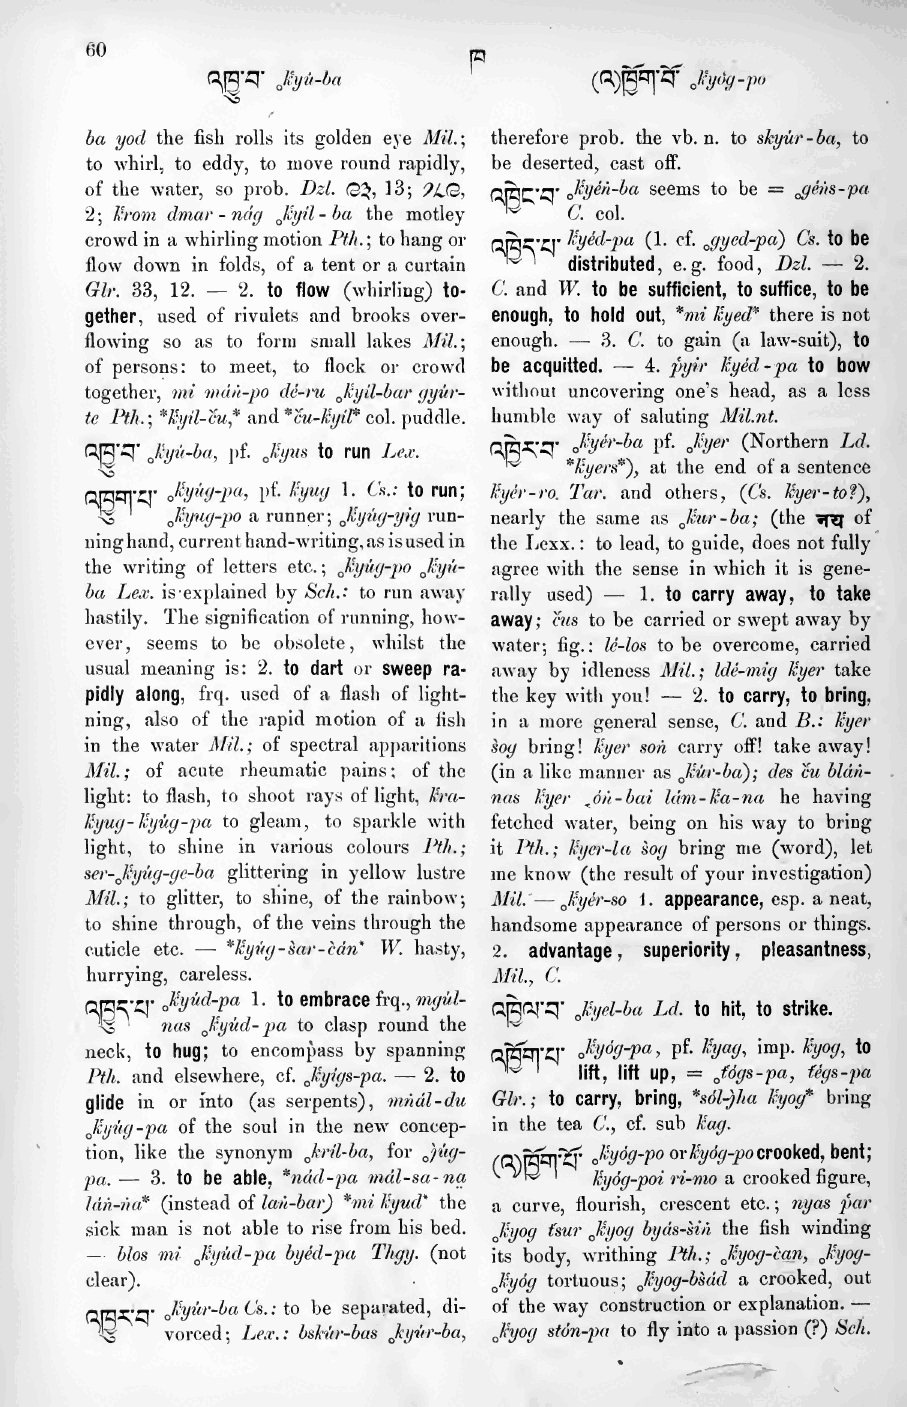 60
ཁ
འཁྱུ་བ་ ˳k̔yú-ba
(འ)ཁྱོག་པོ་ ˳k̔yóg-po
ba yod the fish rolls its golden eye Mil.;
to whirl, to eddy, to move round rapidly,
of the water, so prob. Dzl. 13;
2; k̔rom dmar-nág ˳k̔yil-ba the motley
crowd in a whirling motion Pth.; to hang or
flow down in folds, of a tent or a curtain
Glr. 33, 12. — 2. to flow (whirling) to-
gether, used of rivulets and brooks over-
flowing so as to form small lakes Mil.;
of persons: to meet, to flock or crowd
together, mi máṅ-po dé-ru ˳k̔yíl-bar gyúr-
te Pth.; *k̔yil-c̔u,* and *c̔u-k̔yíl* col. puddle.
འཁྱུ་བ་ ˳k̔yú-ba, pf. ˳k̔yus to run Lex.
འཁྱུག་པ་ ˳k̔yúg-pa, pf. k̔yug 1. Cs.: to run;
˳k̔yug-po a runner; ˳k̔yúg-yig run-
ning hand, current hand-writing, as is used in
the writing of letters etc.; ˳k̔yúg-po ˳k̔yú-
ba Lex. is explained by Sch.: to run away
hastily. The signification of running, how-
ever, seems to be obsolete, whilst the
usual meaning is: 2. to dart or sweep ra-
pidly along, frq. used of a flash of light-
ning, also of the rapid motion of a fish
in the water Mil.; of spectral apparitions
Mil.; of acute rheumatic pains; of the
light: to flash, to shoot rays of light, k̔ra-
k̔yug-k̔yúg-pa to gleam, to sparkle with
light, to shine in various colours Pth.;
ser-˳k̔yúg-ge-ba glittering in yellow lustre
Mil.; to glitter, to shine, of the rainbow;
to shine through, of the veins through the
cuticle etc. — *k̔yúg-šar-čán* W. hasty,
hurrying, careless.
འཁྱུད་པ་ ˳k̔yúd-pa 1. to embrace frq., mgúl-
nas ˳k̔yúd-pa to clasp round the
neck, to hug; to encompass by spanning
Pth. and elsewhere, cf. ˳k̔yigs-pa. — 2. to
glide in or into (as serpents), mṅál-du
˳k̔yúg-pa of the soul in the new concep-
tion, like the synonym ˳k̔ríl-ba, for ˳ǰúg-
pa. — 3. to be able, *nád-pa mál-sa-na
láṅ-ṅa* (instead of laṅ-bar) *mi k̔yud* the
sick man is not able to rise from his bed.
— blos mi ˳k̔yúd-pa byéd-pa Thgy. (not
clear).
འཁྱུར་བ་ ˳k̔yúr-ba Cs.: to be separated, di-
vorced; Lex.: bskúr-bas ˳k̔yúr-ba,
therefore prob. the vb. n. to skyúr-ba, to
be deserted, cast off.
འཁྱེང་བ་ ˳k̔yéṅ-ba seems to be = ˳géṅs-pa
C. col.
འཁྱེད་པ་ k̔yéd-pa (1. cf. ˳gyed-pa) Cs. to be
distributed, e.g. food, Dzl. — 2.
C. and W. to be sufficient, to suffice, to be
enough, to hold out, *mi k̔yed* there is not
enough. — 3. C. to gain (a law-suit), to
be acquitted. — 4. p̔yir k̔yéd-pa to bow
without uncovering one's head, as a less
humble way of saluting Mil.nt.
འཁྱེར་བ་ ˳k̔yér-ba pf. ˳k̔yer (Northern Ld.
*k̔yers*), at the end of a sentence
k̔yér-ro. Tar. and others, (Cs. k̔yer-to?),
nearly the same as ˳k̔ur-ba; (the नय of
the Lexx.: to lead, to guide, does not fully
agree with the sense in which it is gene-
rally used) — 1. to carry away, to take
away; c̔us to be carried or swept away by
water; fig.: lé-los to be overcome, carried
away by idleness Mil.; ldé-mig k̔yer take
the key with you! — 2. to carry, to bring,
in a more general sense, C. and B.: k̔yer
šog bring! k̔yer soṅ carry off! take away!
(in a like manner as ˳k̔úr-ba); des c̔u bláṅ-
nas k̔yer ˳óṅ-bai lám-k̔a-na he having
fetched water, being on his way to bring
it Pth.; k̔yer-la šog bring me (word), let
me know (the result of your investigation)
Mil. — ˳k̔yér-so 1. appearance, esp. a neat,
handsome appearance of persons or things.
2. advantage, superiority, pleasantness,
Mil., C.
འཁྱེལ་བ་ ˳k̔yel-ba Ld. to hit, to strike.
འཁྱོག་པ་ ˳k̔yóg-pa, pf. k̔yag, imp. k̔yog, to
lift, lift up, = ˳t̔ógs-pa, t̔égs-pa
Glr.; to carry, bring, *sól-ǰha k̔yog* bring
in the tea C., cf. sub k̔ag.
(འ)ཁྱོག་པོ་ ˳k̔yóg-po or k̔yóg-po crooked, bent;
k̔yóg-poi ri-mo a crooked figure,
a curve, flourish, crescent etc.; nyas p̔ar
˳k̔yog t̔sur ˳k̔yog byás-šiṅ the fish winding
its body, writhing Pth.; ˳k̔yog-čan, ˳k̔yog-
˳k̔yóg tortuous; ˳k̔yog-bšád a crooked, out
of the way construction or explanation. —
˳k̔yog stón-pa to fly into a passion (?) Sch.